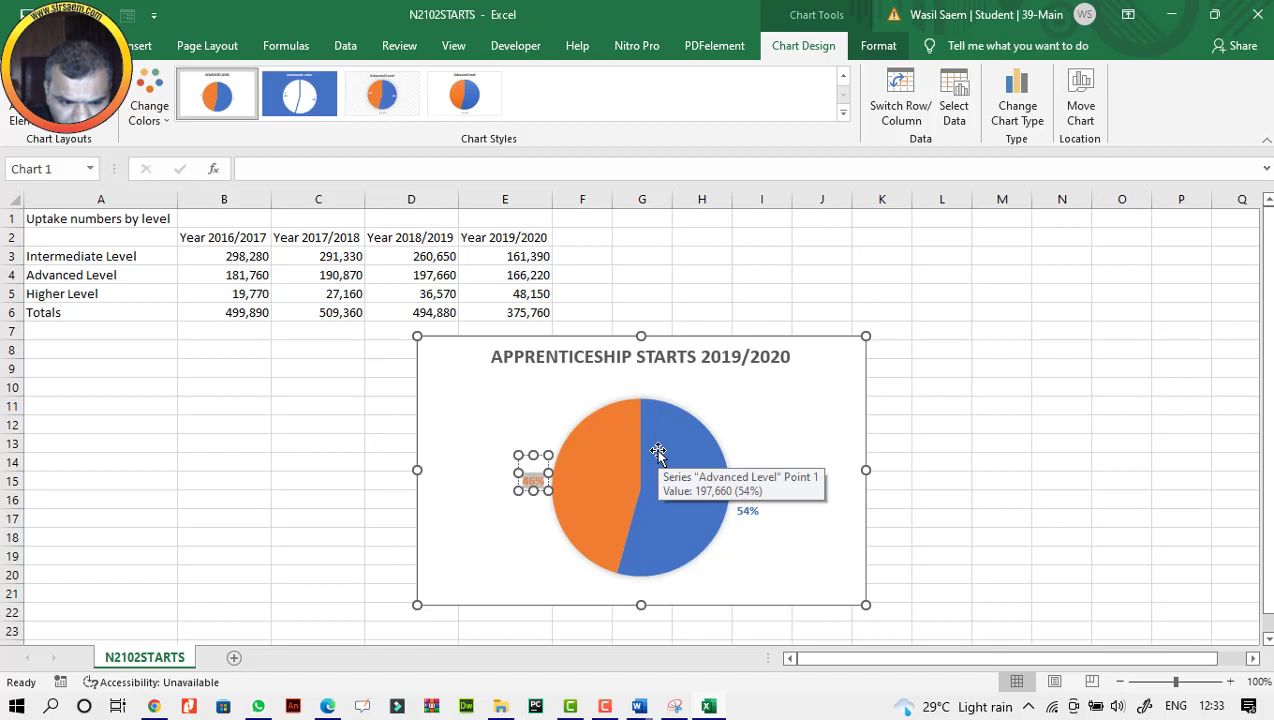 www.sirsaem.com
N2102STARTS - Excel
Chart Tools
Wasil Saem | Student | 39-Main
WS
Page Layout
Formulas
Data
Review
View
Developer
Help
Nitro Pro
PDFelement
Chart Design
Format
Tell me what you want to do
Share
Change
Colors
Switch Row/
Column
Select
Data
Change
Chart Type
Move
Chart
Chart Layouts
Chart Styles
Data
Type
Location
Chart 1
fx
A B C D E F G H I J K L M N O P Q
1 Uptake numbers by level
2 Year 2016/2017 Year 2017/2018 Year 2018/2019 Year 2019/2020
3 Intermediate Level 298,280 291,330 260,650 161,390
4 Advanced Level 181,760 190,870 197,660 166,220
5 Higher Level 19,770 27,160 36,570 48,150
6 Totals 499,890 509,360 494,880 375,760
7
8
9
10
11
12
13
14
15
16
17
18
19
20
21
22
23
APPRENTICESHIP STARTS 2019/2020
46%
Series "Advanced Level" Point 1
Value: 197,660 (54%)
54%
N2102STARTS
Ready
Accessibility: Unavailable
100%
29°C Light rain
ENG
12:33